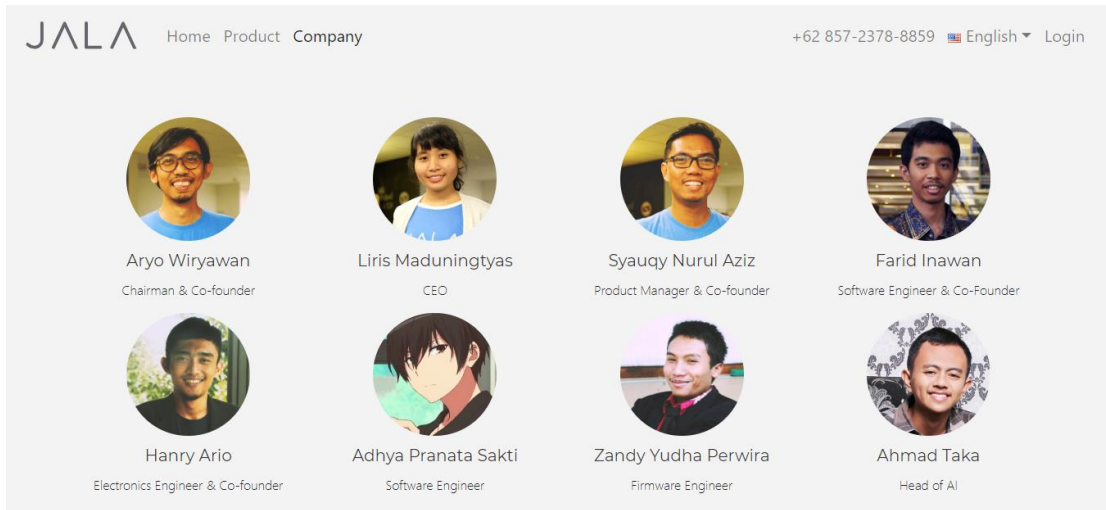 JALA Home Product Company +62 857-2378-8859 English Login
Aryo Wiryawan Liris Maduningtyas Syauqy Nurul Aziz Farid Inawan
Chairman & Co-founder CEO Product Manager & Co-founder Software Engineer & Co-Founder
Hanry Ario Adhya Pranata Sakti Zandy Yudha Perwira Ahmad Taka
Electronics Engineer & Co-founder Software Engineer Firmware Engineer Head of AI